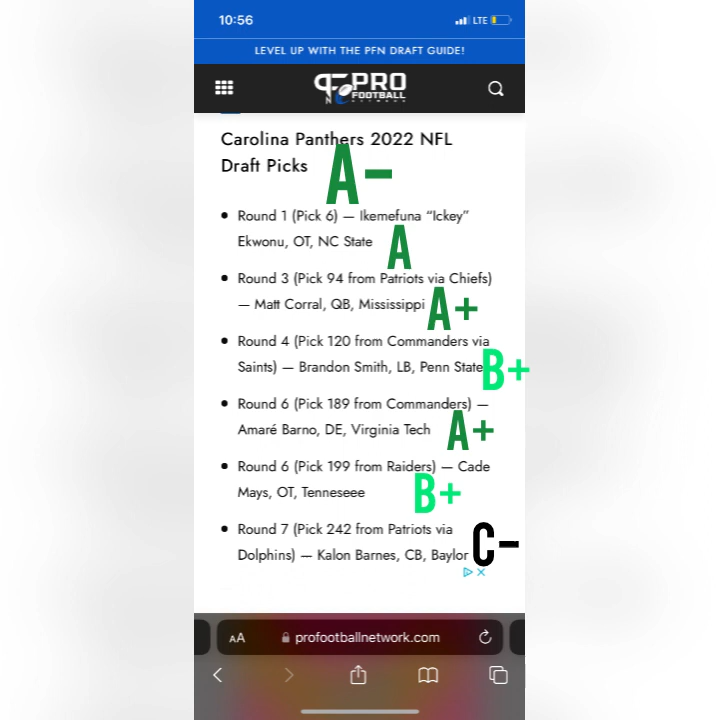 10:56
LTE
LEVEL UP WITH THE PFN DRAFT GUIDE!
PFN PRO
FOOTBALL
NETWORK
Carolina Panthers 2022 NFL
Draft Picks
A-
Round 1 (Pick 6) — Ikemefuna “Ickey”
Ekwonu, OT, NC State
A
Round 3 (Pick 94 from Patriots via Chiefs)
— Matt Corral, QB, Mississippi
A+
Round 4 (Pick 120 from Commanders via
Saints) — Brandon Smith, LB, Penn State
B+
Round 6 (Pick 189 from Commanders) —
Amaré Barno, DE, Virginia Tech
A+
Round 6 (Pick 199 from Raiders) — Cade
Mays, OT, Tenneseee
B+
Round 7 (Pick 242 from Patriots via
Dolphins) — Kalon Barnes, CB, Baylor
C-
AA
profootballnetwork.com